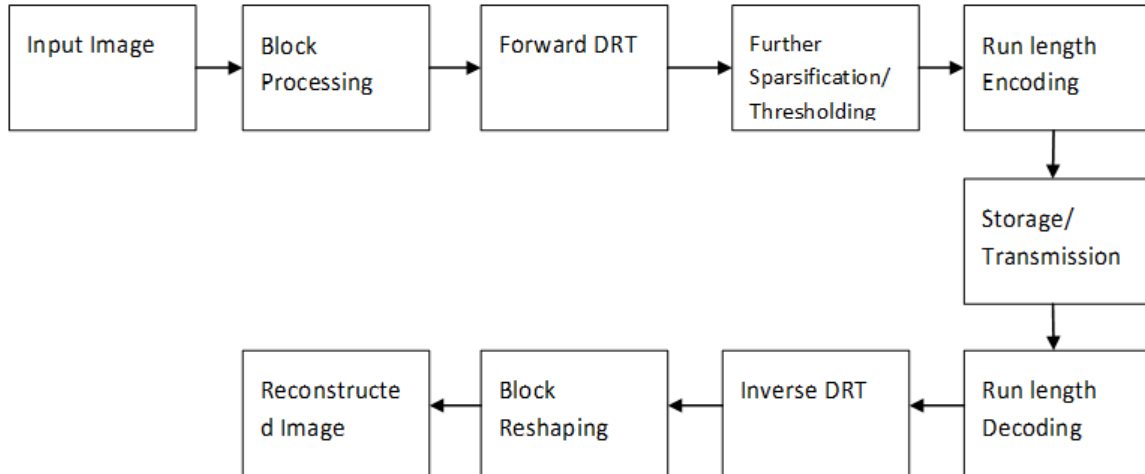 Input Image
Block
Processing
Forward DRT
Further
Sparsification/
Thresholding
Run length
Encoding
Storage/
Transmission
Run length
Decoding
Inverse DRT
Block
Reshaping
Reconstructe
d Image